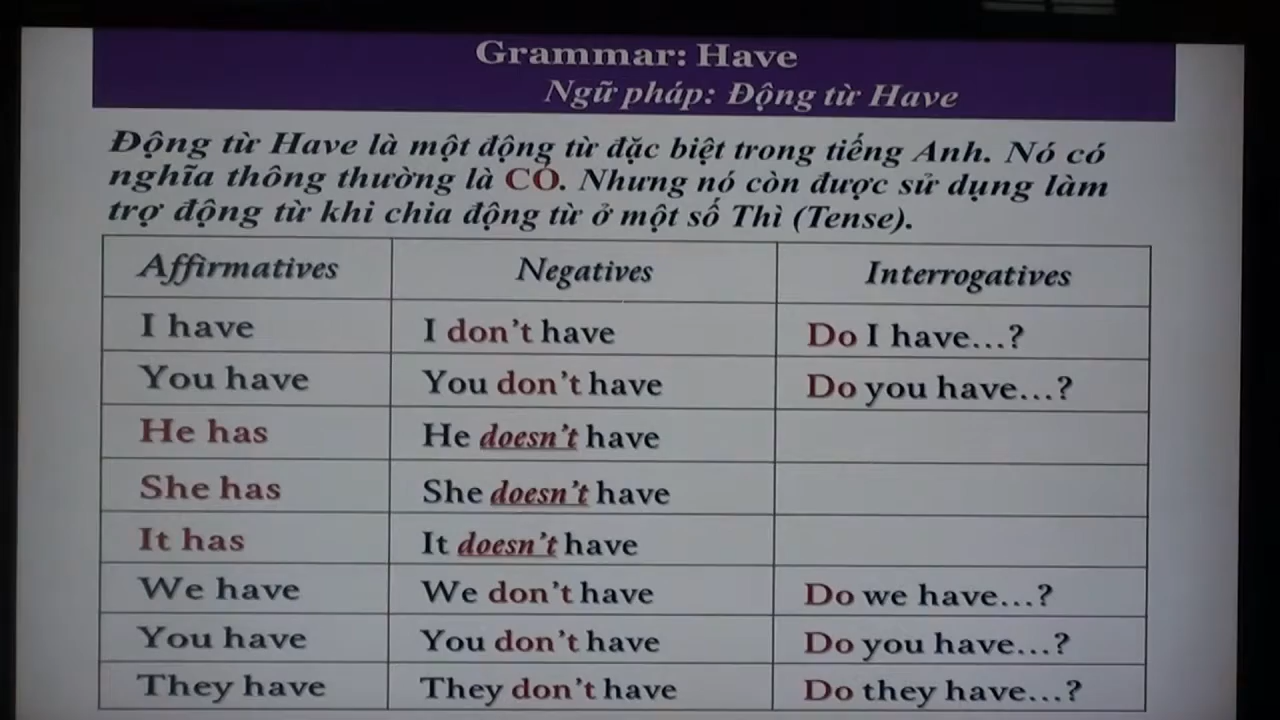 Grammar: Have
Ngữ pháp: Động từ Have
Động từ Have là một động từ đặc biệt trong tiếng Anh. Nó có
nghĩa thông thường là CÓ. Nhưng nó còn được sử dụng làm
trợ động từ khi chia động từ ở một số Thì (Tense).
Affirmatives Negatives Interrogatives
I have I don't have Do I have...?
You have You don't have Do you have...?
He has He doesn't have
She has She doesn't have
It has It doesn't have
We have We don't have Do we have...?
You have You don't have Do you have...?
They have They don't have Do they have...?